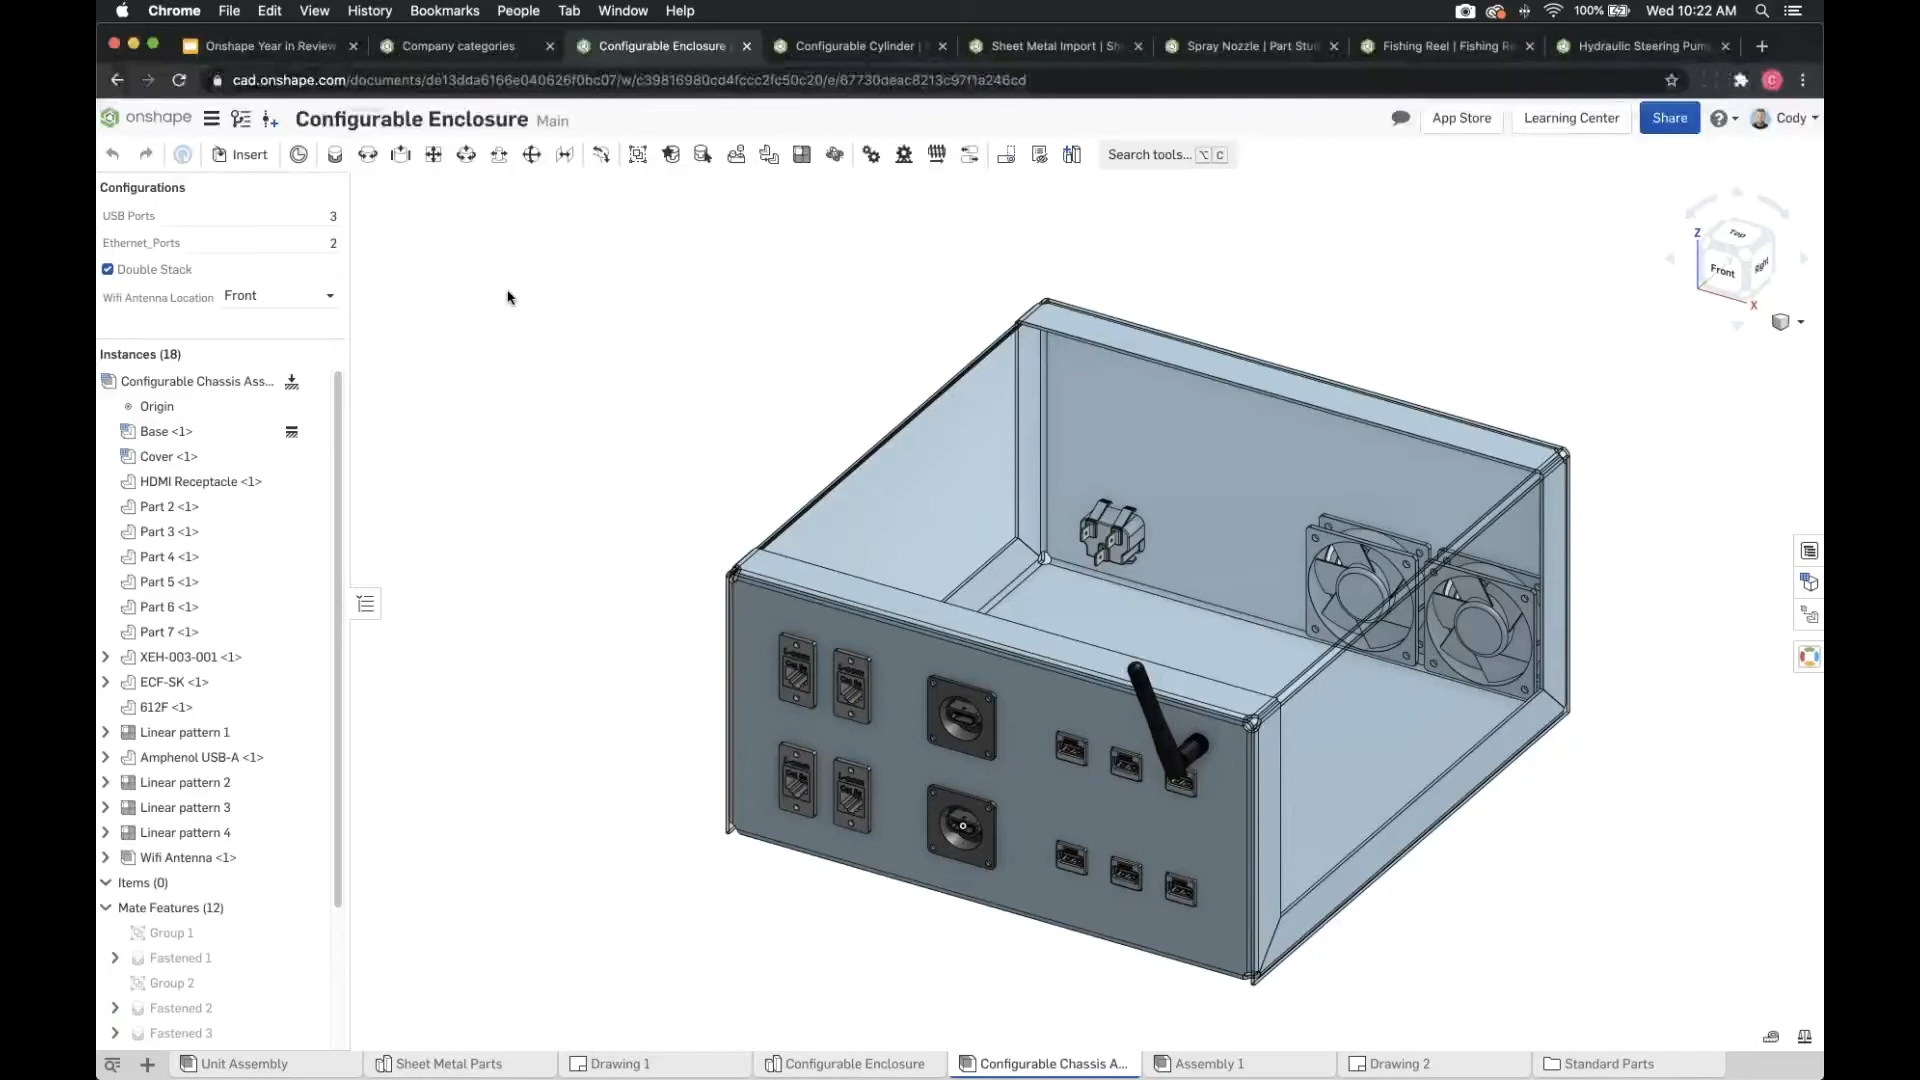 Chrome File Edit View History Bookmarks People Tab Window Help 100% Wed 10:22 AM
Onshape Year in Review Company categories Configurable Enclosure Configurable Cylinder | Sheet Metal Import | Sh Spray Nozzle | Part Stud Fishing Reel | Fishing R Hydraulic Steering Pum
cad.onshape.com
onshape Configurable Enclosure Main App Store Learning Center Share Cody
Insert Search tools... ⌥ C
Configurations
USB Ports 3
Ethernet_Ports 2
Double Stack
Wifi Antenna Location Front
Instances (18)
Configurable Chassis Ass...
Origin
Base <1>
Cover <1>
HDMI Receptacle <1>
Part 2 <1>
Part 3 <1>
Part 4 <1>
Part 5 <1>
Part 6 <1>
Part 7 <1>
XEH-003-001 <1>
ECF-SK <1>
612F <1>
Linear pattern 1
Amphenol USB-A <1>
Linear pattern 2
Linear pattern 3
Linear pattern 4
Wifi Antenna <1>
Items (0)
Mate Features (12)
Group 1
Fastened 1
Group 2
Fastened 2
Fastened 3
Z Top
Front Right
X
Unit Assembly Sheet Metal Parts Drawing 1 Configurable Enclosure Configurable Chassis A... Assembly 1 Drawing 2 Standard Parts